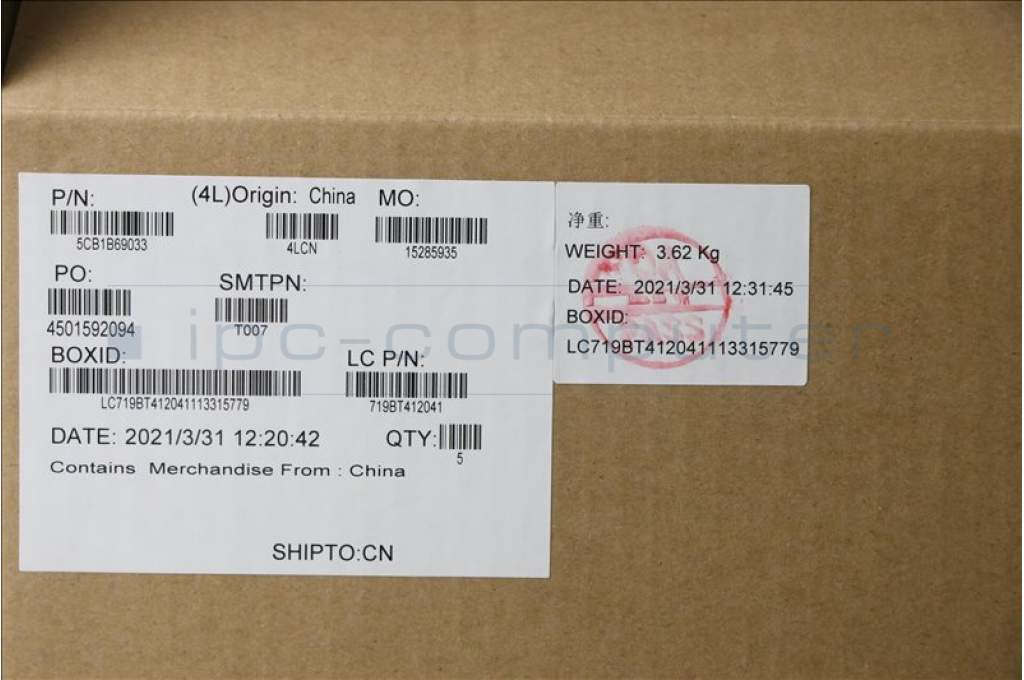 P/N: (4L)Origin: China MO:
5CB1B69033 4LCN 15285935
PO: SMTPN:
4501592094 T007
BOXID: LC P/N:
LC719BT412041113315779 719BT412041
DATE: 2021/3/31 12:20:42 QTY:
5
Contains Merchandise From : China
SHIPTO:CN
净重:
WEIGHT: 3.62 Kg
DATE: 2021/3/31 12:31:45
BOXID:
LC719BT412041113315779
ipc-computer